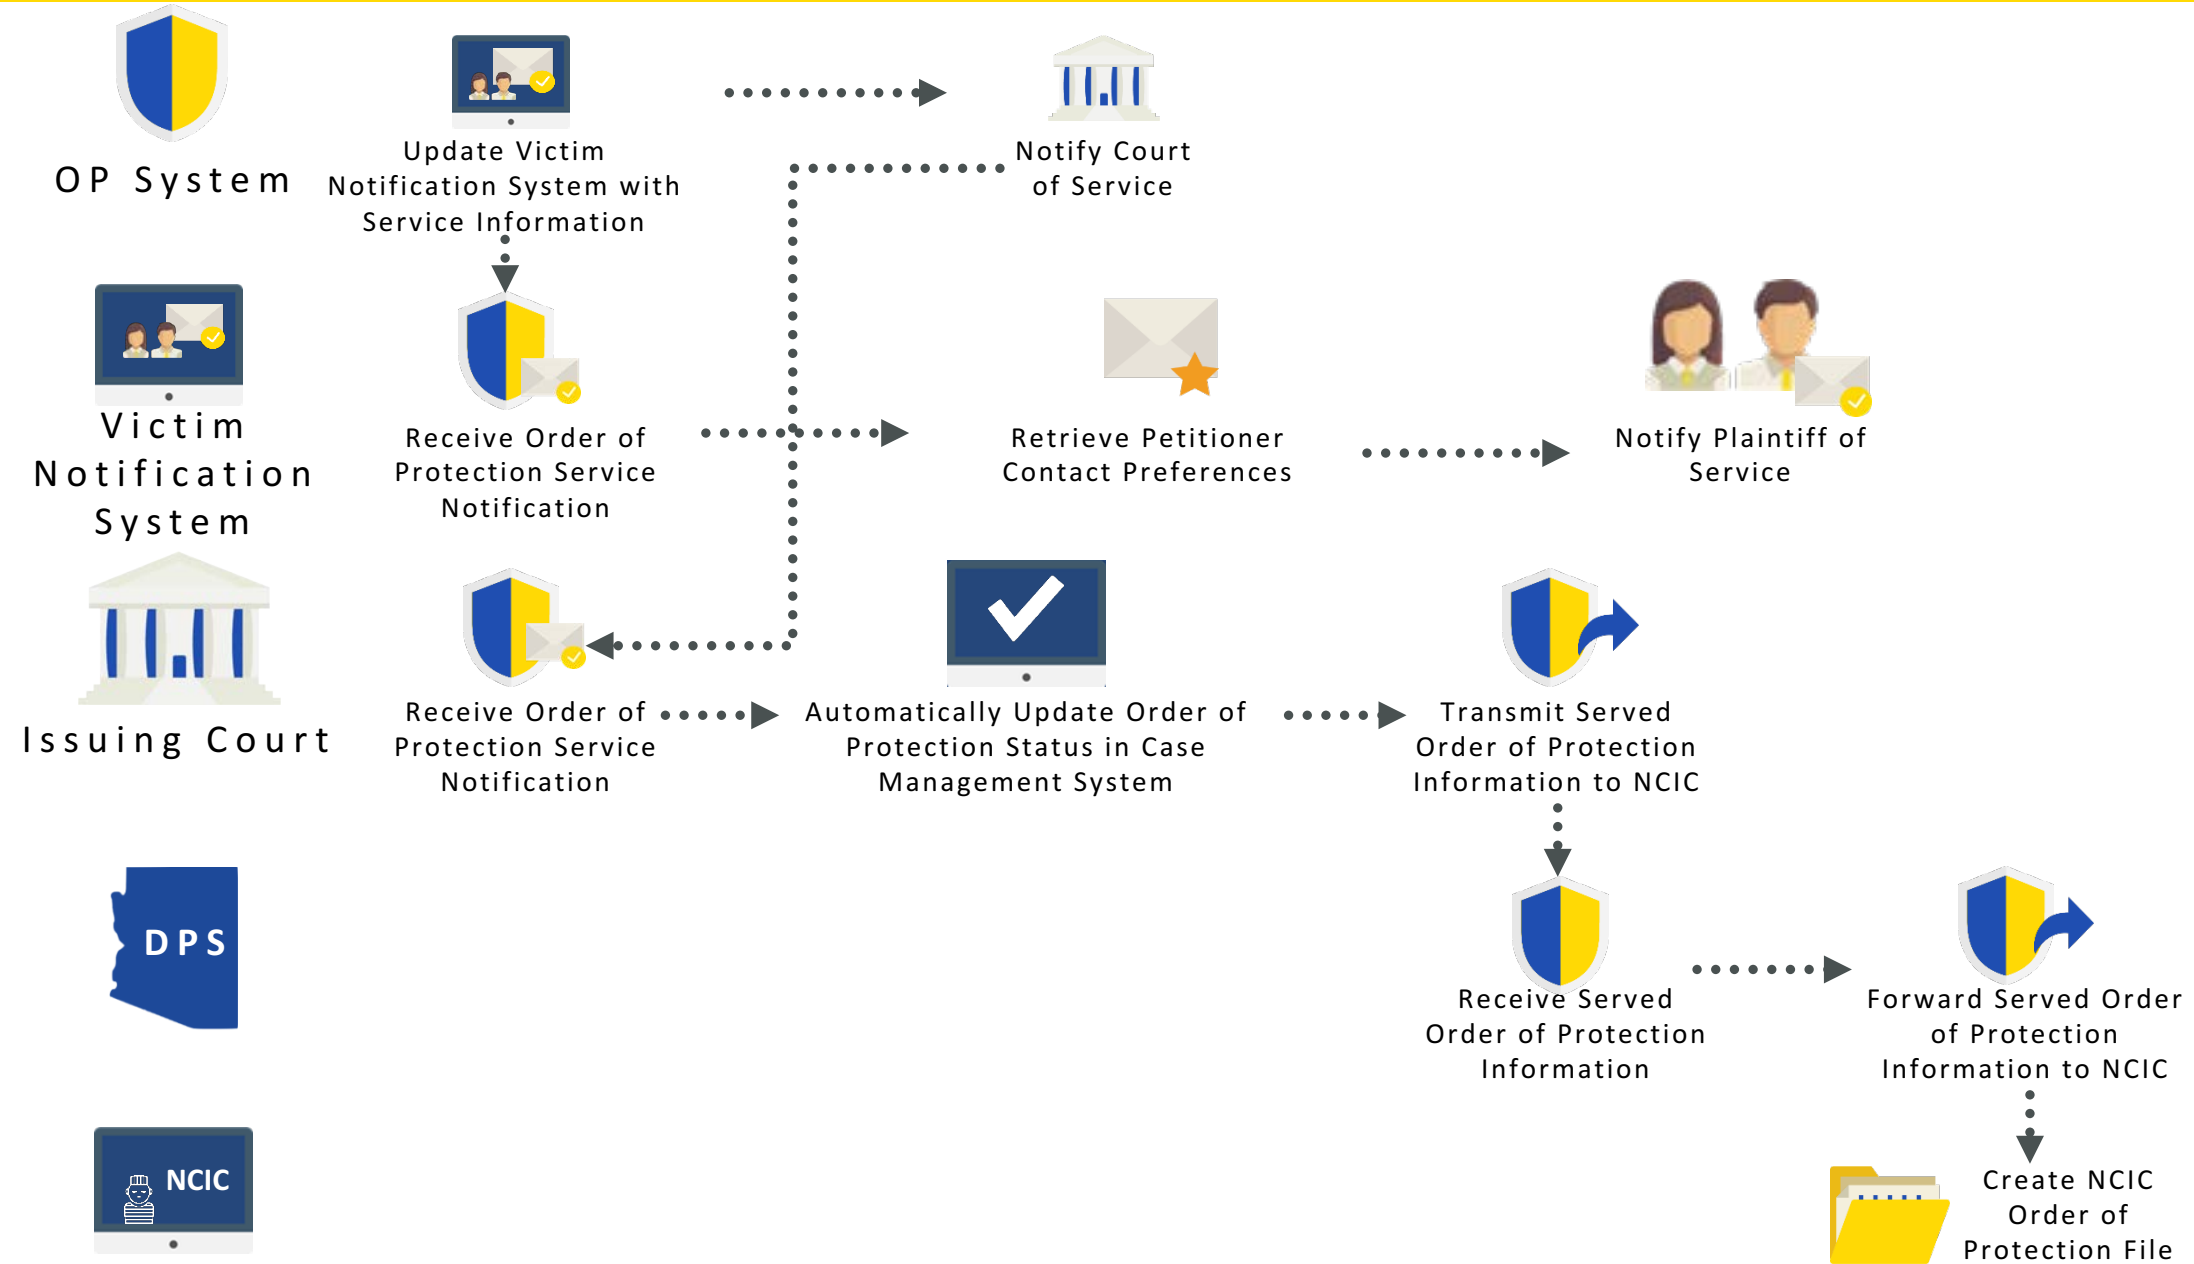 OP System
Update Victim
Notification System with
Service Information
Notify Court
of Service
Victim
Notification
System
Receive Order of
Protection Service
Notification
Retrieve Petitioner
Contact Preferences
Notify Plaintiff of
Service
Issuing Court
Receive Order of
Protection Service
Notification
Automatically Update Order of
Protection Status in Case
Management System
Transmit Served
Order of Protection
Information to NCIC
DPS
Receive Served
Order of Protection
Information
Forward Served Order
of Protection
Information to NCIC
NCIC
Create NCIC
Order of
Protection File